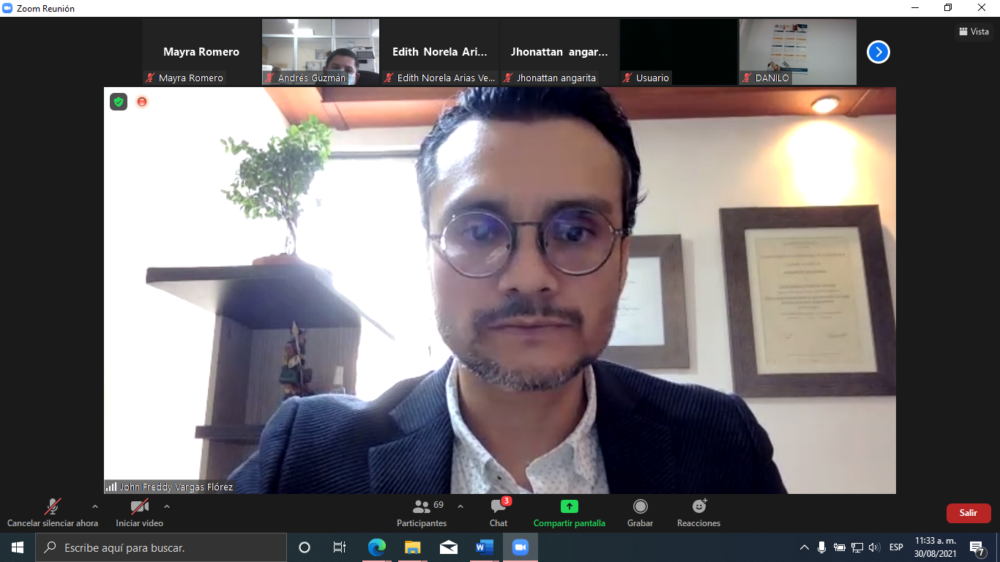 Zoom Reunión
Vista
Mayra Romero
Edith Norela Ari...
Jhonattan angar...
Mayra Romero
Andrés Guzmán
Edith Norela Arias Ve...
Jhonattan angarita
Usuario
DANILO
John Freddy Vargas Flórez
69
3
Cancelar silenciar ahora
Iniciar video
Participantes
Chat
Compartir pantalla
Grabar
Reacciones
Salir
Escribe aquí para buscar.
ESP
11:33 a. m.
30/08/2021
7